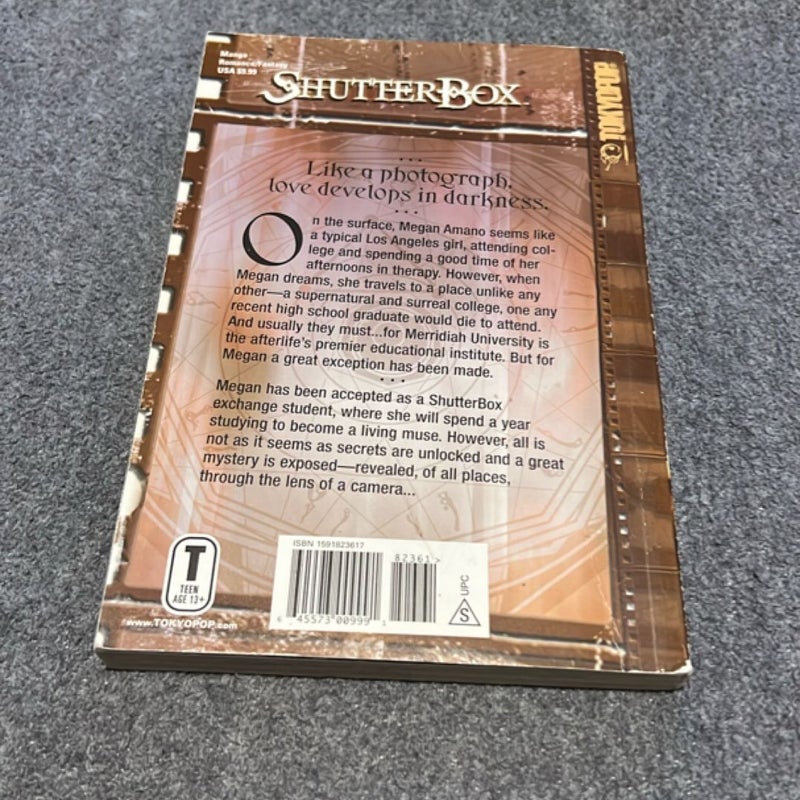 Manga
Romance/Fantasy
USA $9.99
SHUTTERBOX
TOKYOPOP
Like a photograph,
love develops in darkness.
On the surface, Megan Amano seems like
a typical Los Angeles girl, attending col-
lege and spending a good time of her
afternoons in therapy. However, when
Megan dreams, she travels to a place unlike any
other—a supernatural and surreal college, one any
recent high school graduate would die to attend.
And usually they must...for Merridiah University is
the afterlife's premier educational institute. But for
Megan a great exception has been made.
Megan has been accepted as a ShutterBox
exchange student, where she will spend a year
studying to become a living muse. However, all is
not as it seems as secrets are unlocked and a great
mystery is exposed—revealed, of all places,
through the lens of a camera...
ISBN 1591823617
82361>
6 45573 00999 1
UPC
S
T
TEEN
AGE 13+
www.TOKYOPOP.com